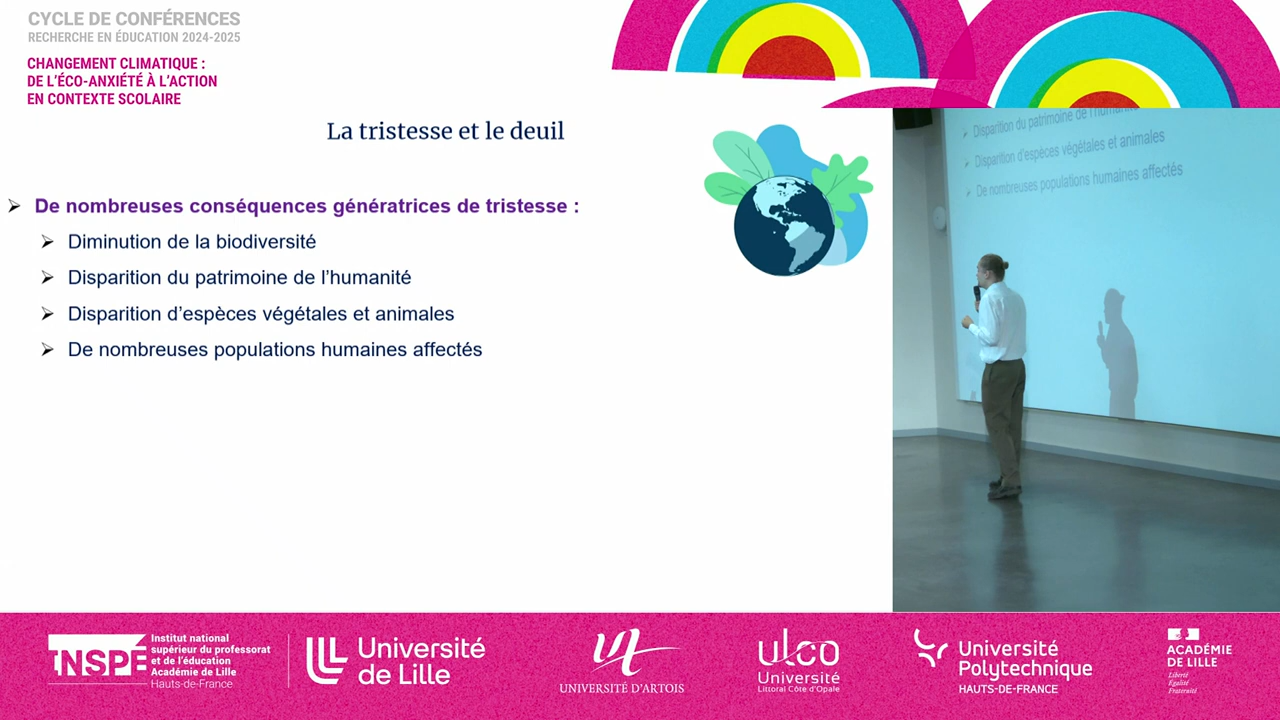 CYCLE DE CONFÉRENCES
RECHERCHE EN ÉDUCATION 2024-2025
CHANGEMENT CLIMATIQUE :
DE L'ÉCO-ANXIÉTÉ À L'ACTION
EN CONTEXTE SCOLAIRE
La tristesse et le deuil
De nombreuses conséquences génératrices de tristesse :
Diminution de la biodiversité
Disparition du patrimoine de l'humanité
Disparition d'espèces végétales et animales
De nombreuses populations humaines affectés
Disparition du patrimoine de l'humanité
Disparition d'espèces végétales et animales
De nombreuses populations humaines affectés
INSPÉ
Institut national
supérieur du professorat
et de l'éducation
Académie de Lille
Hauts-de-France
Université
de Lille
UNIVERSITÉ D'ARTOIS
ulco
Université
Littoral Côte d'Opale
Université
Polytechnique
HAUTS-DE-FRANCE
ACADÉMIE
DE LILLE
Liberté
Égalité
Fraternité